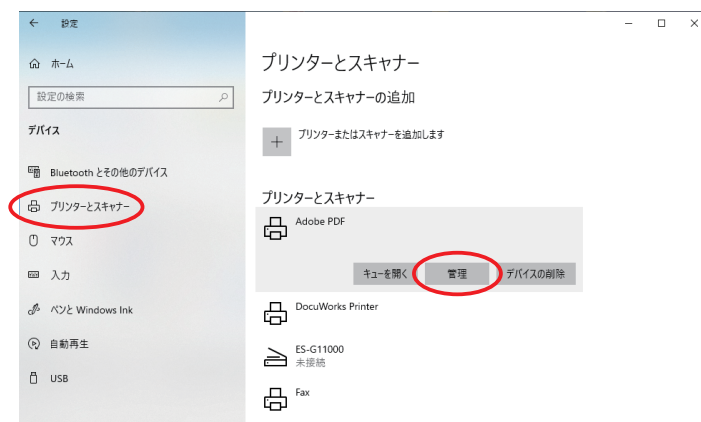 設定
ホーム
設定の検索
デバイス
Bluetooth とその他のデバイス
プリンターとスキャナー
マウス
入力
ペンと Windows Ink
自動再生
USB
プリンターとスキャナー
プリンターとスキャナーの追加
プリンターまたはスキャナーを追加します
プリンターとスキャナー
Adobe PDF
キューを開く 管理 デバイスの削除
DocuWorks Printer
ES-G11000
未接続
Fax